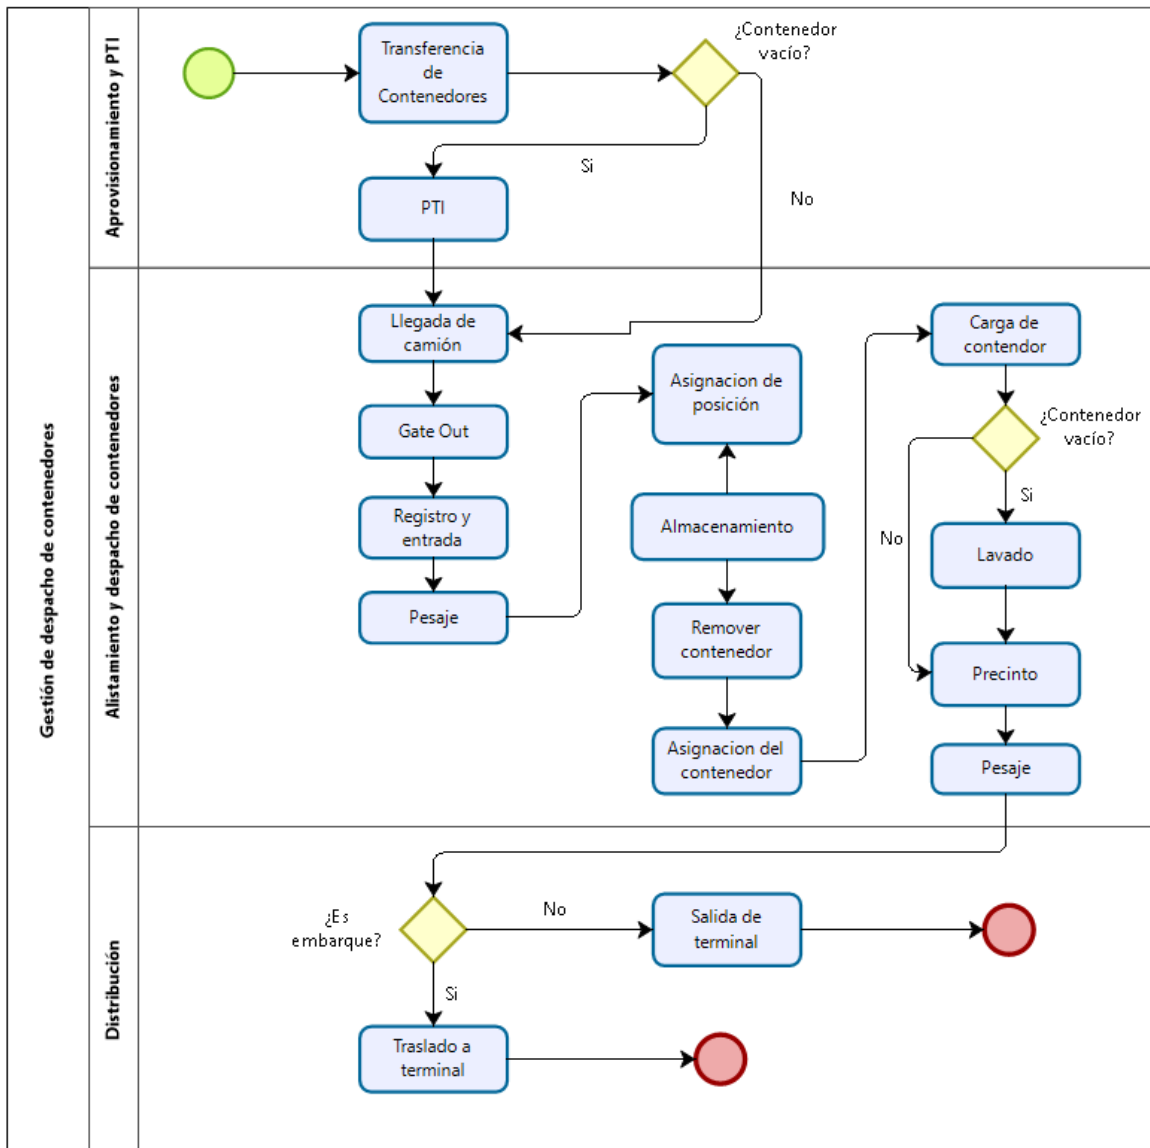 Gestión de despacho de contenedores
Aprovisionamiento y PTI
Transferencia
de
Contenedores
¿Contenedor
vacío?
Si
No
PTI
Alistamiento y despacho de contenedores
Llegada de
camión
Gate Out
Registro y
entrada
Pesaje
Asignacion de
posición
Almacenamiento
Remover
contenedor
Asignacion del
contenedor
Carga de
contendor
¿Contenedor
vacío?
Si
No
Lavado
Precinto
Pesaje
Distribución
¿Es
embarque?
No
Si
Salida de
terminal
Traslado a
terminal